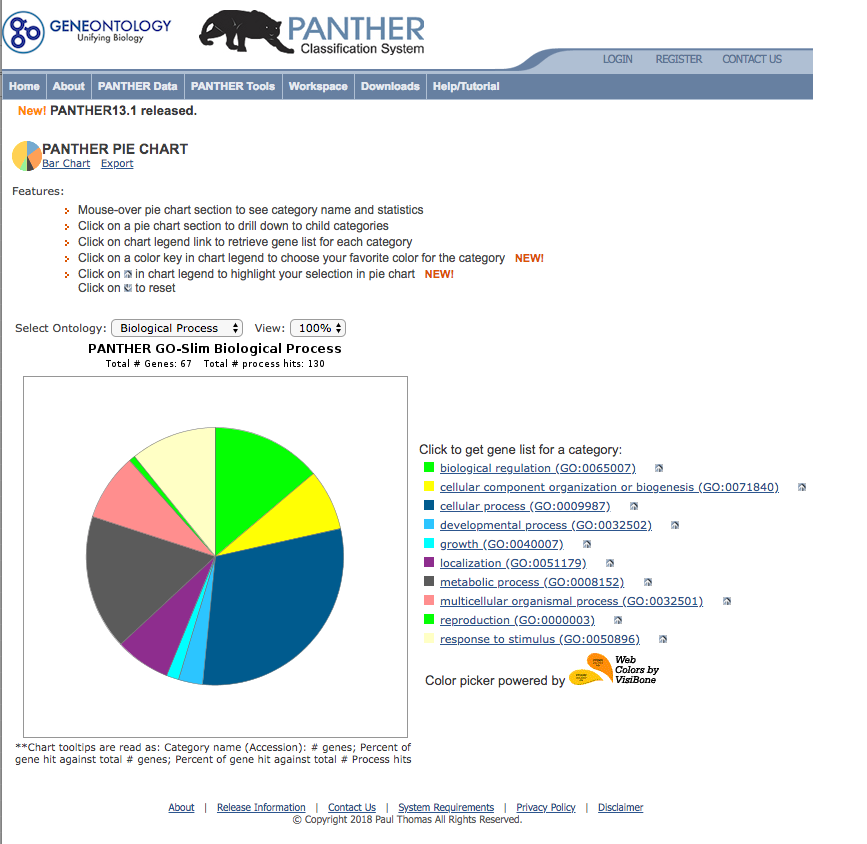 GENEONTOLOGY
Unifying Biology
PANTHER
Classification System
LOGIN REGISTER CONTACT US
Home About PANTHER Data PANTHER Tools Workspace Downloads Help/Tutorial
New! PANTHER13.1 released.
PANTHER PIE CHART
Bar Chart Export
Features:
Mouse-over pie chart section to see category name and statistics
Click on a pie chart section to drill down to child categories
Click on chart legend link to retrieve gene list for each category
Click on a color key in chart legend to choose your favorite color for the category NEW!
Click on in chart legend to highlight your selection in pie chart NEW!
Click on to reset
Select Ontology: Biological Process View: 100%
PANTHER GO-Slim Biological Process
Total # Genes: 67 Total # process hits: 130
Click to get gene list for a category:
biological regulation (GO:0065007)
cellular component organization or biogenesis (GO:0071840)
cellular process (GO:0009987)
developmental process (GO:0032502)
growth (GO:0040007)
localization (GO:0051179)
metabolic process (GO:0008152)
multicellular organismal process (GO:0032501)
reproduction (GO:0000003)
response to stimulus (GO:0050896)
Color picker powered by
Web
Colors by
VisiBone
**Chart tooltips are read as: Category name (Accession): # genes; Percent of
gene hit against total # genes; Percent of gene hit against total # Process hits
About | Release Information | Contact Us | System Requirements | Privacy Policy | Disclaimer
© Copyright 2018 Paul Thomas All Rights Reserved.